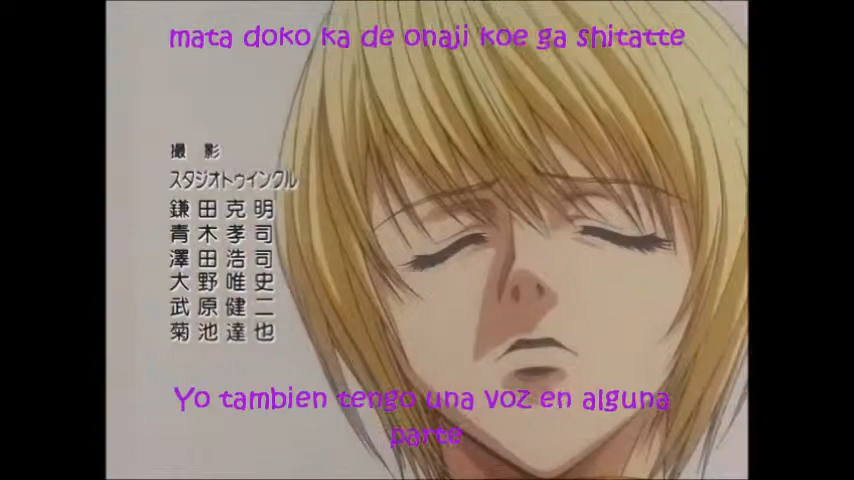 mata doko ka de onaji koe ga shitatte
撮 影
スタジオトゥインクル
鎌田克明
青木孝司
澤田浩司
大野唯史
武原健二
菊池達也
Yo tambien tengo una voz en alguna
parte